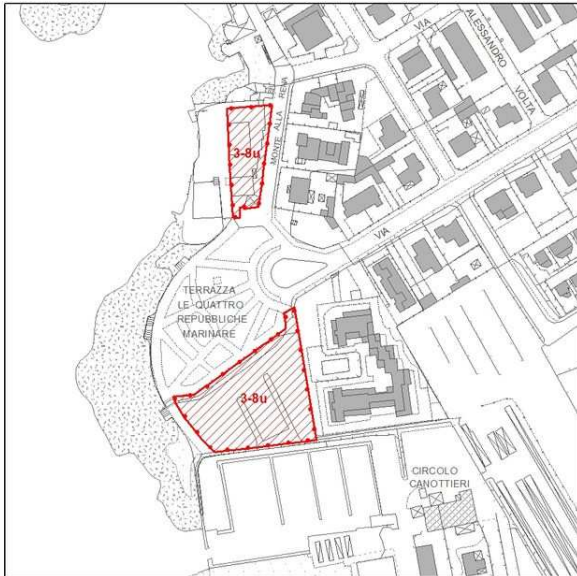 VIA
ALESSANDRO
VOLTA
MONTE ALLA RENA
3-8u
VIA
TERRAZZA
LE QUATTRO
REPUBBLICHE
MARINARE
3-8u
CIRCOLO
CANOTTIERI